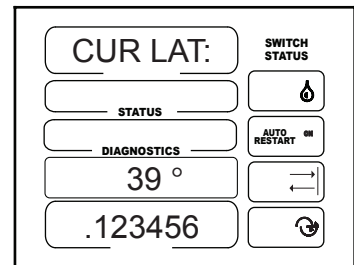 CUR LAT:
SWITCH
STATUS
STATUS
AUTO ON
RESTART
DIAGNOSTICS
39 °
.123456